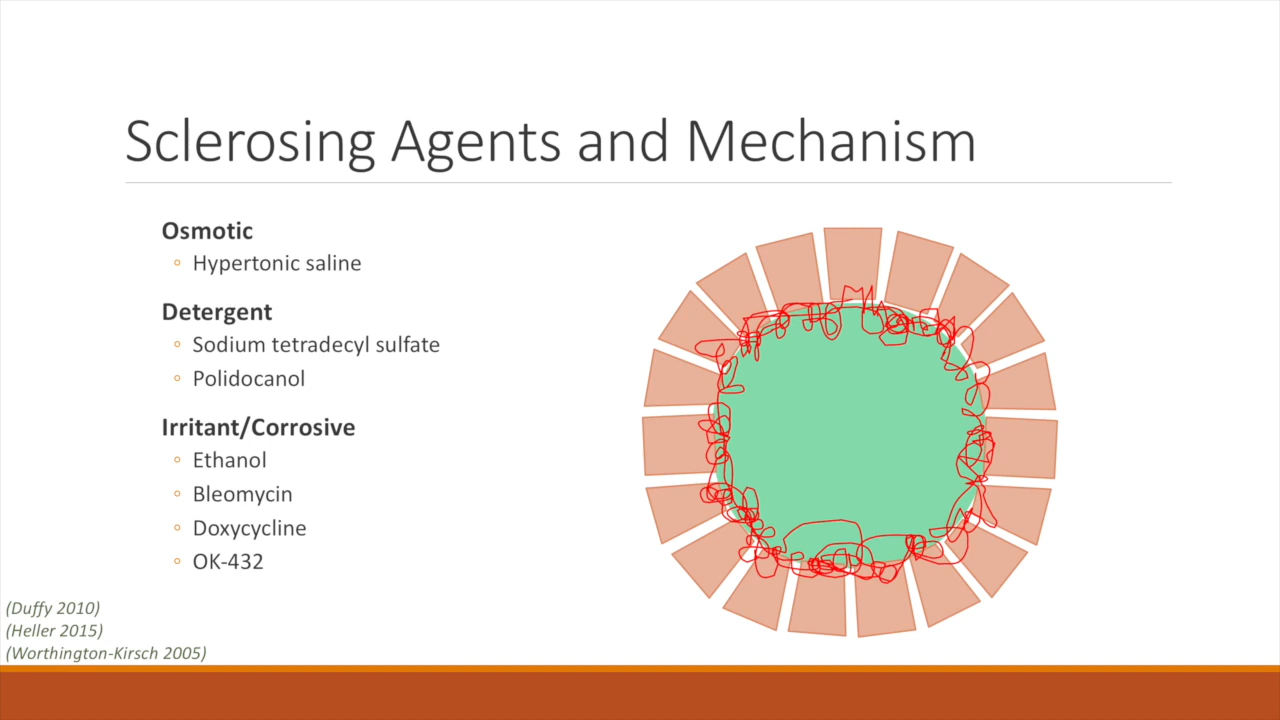 Sclerosing Agents and Mechanism
Osmotic
◦ Hypertonic saline
Detergent
◦ Sodium tetradecyl sulfate
◦ Polidocanol
Irritant/Corrosive
◦ Ethanol
◦ Bleomycin
◦ Doxycycline
◦ OK-432
(Duffy 2010)
(Heller 2015)
(Worthington-Kirsch 2005)